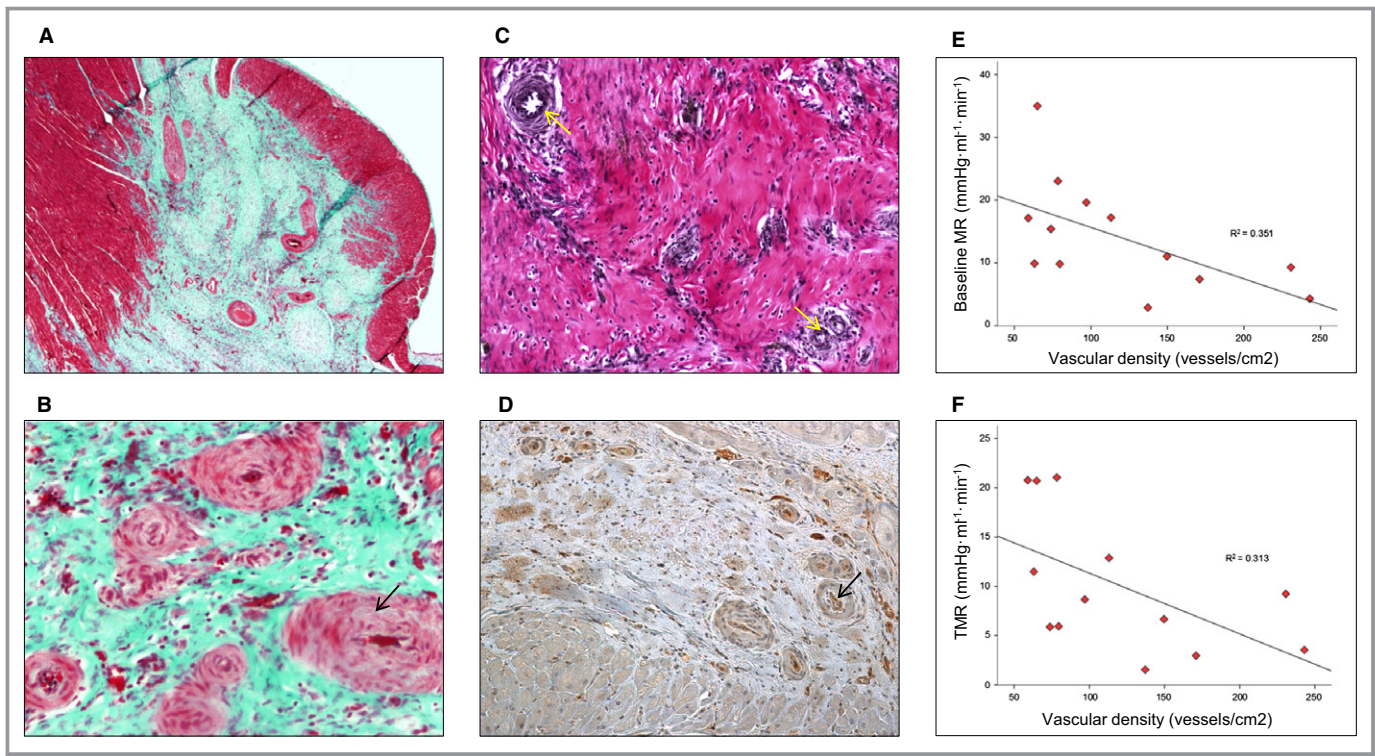 A
B
C
D
E
Baseline MR (mmHg·ml⁻¹·min⁻¹)
40
30
20
10
0
R² = 0.351
50 100 150 200 250
Vascular density (vessels/cm2)
F
TMR (mmHg·ml⁻¹·min⁻¹)
25
20
15
10
5
0
R² = 0.313
50 100 150 200 250
Vascular density (vessels/cm2)